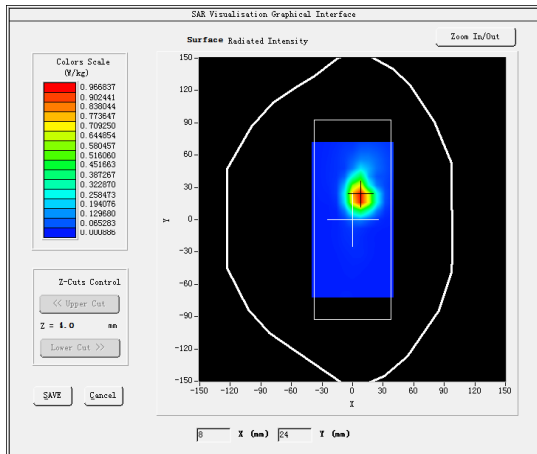 SAR Visualisation Graphical Interface
Surface Radiated Intensity
Zoom In/Out
Colors Scale
(W/kg)
0.966837
0.902441
0.838044
0.773647
0.709250
0.644854
0.580457
0.516060
0.451663
0.387267
0.322870
0.258473
0.194076
0.129680
0.065283
0.000886
Z-Cuts Control
<< Upper Cut
Z = 4.0 mm
Lower Cut >>
SAVE Cancel
150
120
90
60
30
0
-30
-60
-90
-120
-150
Y
-150 -120 -90 -60 -30 0 30 60 90 120 150
X
8 X (mm) 24 Y (mm)